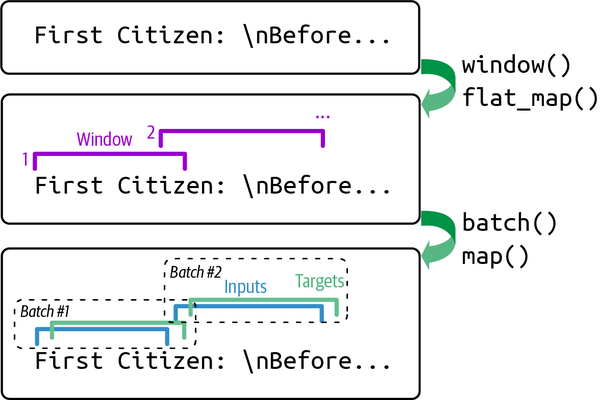 First Citizen: \nBefore...
window()
flat_map()
...
2
Window
1
First Citizen: \nBefore...
batch()
map()
Batch #2
Inputs
Targets
Batch #1
First Citizen: \nBefore...